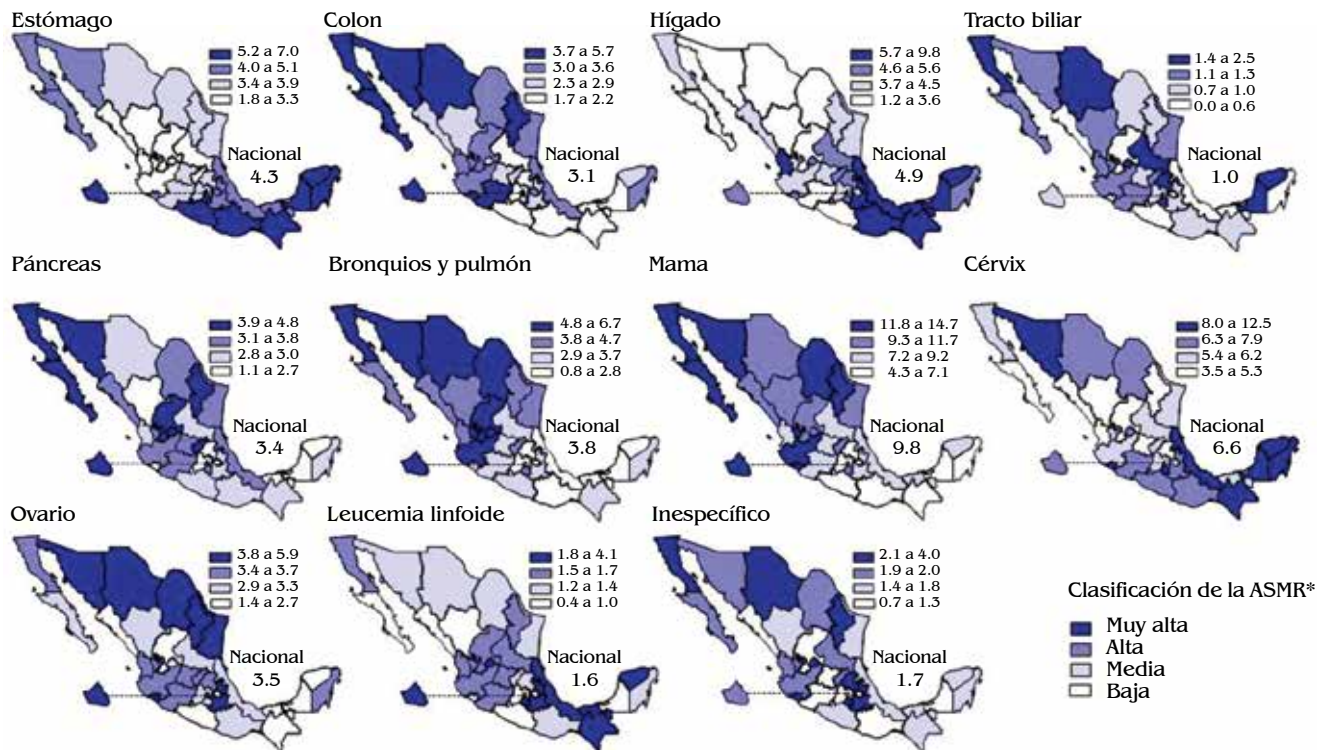 Estómago
5.2 a 7.0
4.0 a 5.1
3.4 a 3.9
1.8 a 3.3
Nacional
4.3
Colon
3.7 a 5.7
3.0 a 3.6
2.3 a 2.9
1.7 a 2.2
Nacional
3.1
Hígado
5.7 a 9.8
4.6 a 5.6
3.7 a 4.5
1.2 a 3.6
Nacional
4.9
Tracto biliar
1.4 a 2.5
1.1 a 1.3
0.7 a 1.0
0.0 a 0.6
Nacional
1.0
Páncreas
3.9 a 4.8
3.1 a 3.8
2.8 a 3.0
1.1 a 2.7
Nacional
3.4
Bronquios y pulmón
4.8 a 6.7
3.8 a 4.7
2.9 a 3.7
0.8 a 2.8
Nacional
3.8
Mama
11.8 a 14.7
9.3 a 11.7
7.2 a 9.2
4.3 a 7.1
Nacional
9.8
Cérvix
8.0 a 12.5
6.3 a 7.9
5.4 a 6.2
3.5 a 5.3
Nacional
6.6
Ovario
3.8 a 5.9
3.4 a 3.7
2.9 a 3.3
1.4 a 2.7
Nacional
3.5
Leucemia linfoide
1.8 a 4.1
1.5 a 1.7
1.2 a 1.4
0.4 a 1.0
Nacional
1.6
Inespecífico
2.1 a 4.0
1.9 a 2.0
1.4 a 1.8
0.7 a 1.3
Nacional
1.7
Clasificación de la ASMR*
Muy alta
Alta
Media
Baja